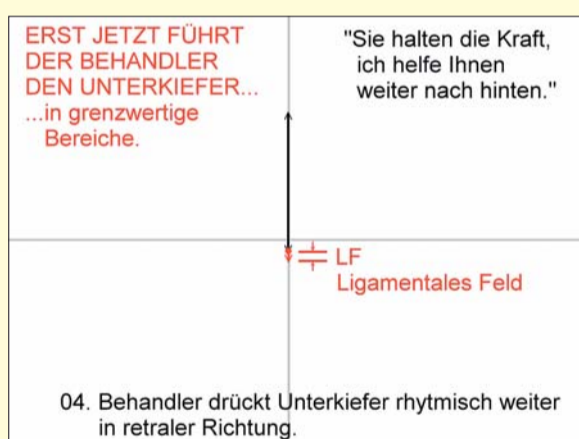 ERST JETZT FÜHRT
DER BEHANDLER
DEN UNTERKIEFER...
...in grenzwertige
Bereiche.
"Sie halten die Kraft,
ich helfe Ihnen
weiter nach hinten."
LF
Ligamentales Feld
04. Behandler drückt Unterkiefer rhytmisch weiter
in retraler Richtung.